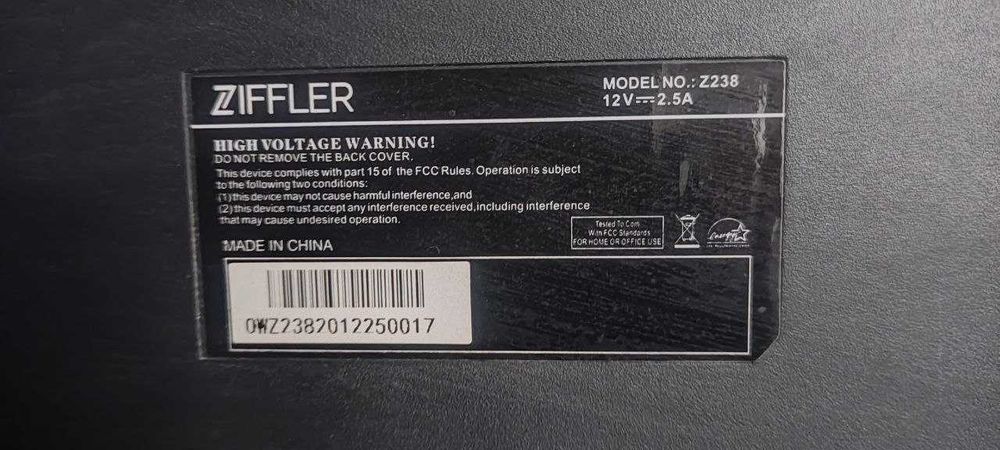 ZIFFLER
MODEL NO.: Z238
12V⎓2.5A
HIGH VOLTAGE WARNING!
DO NOT REMOVE THE BACK COVER.
This device complies with part 15 of the FCC Rules. Operation is subject
to the following two conditions:
(1)this device may not cause harmful interference,and
(2)this device must accept any interference received,including interference
that may cause undesired operation.
Tested To Com
With FCC Standards
FOR HOME OR OFFICE USE
MADE IN CHINA
0WZ2382012250017